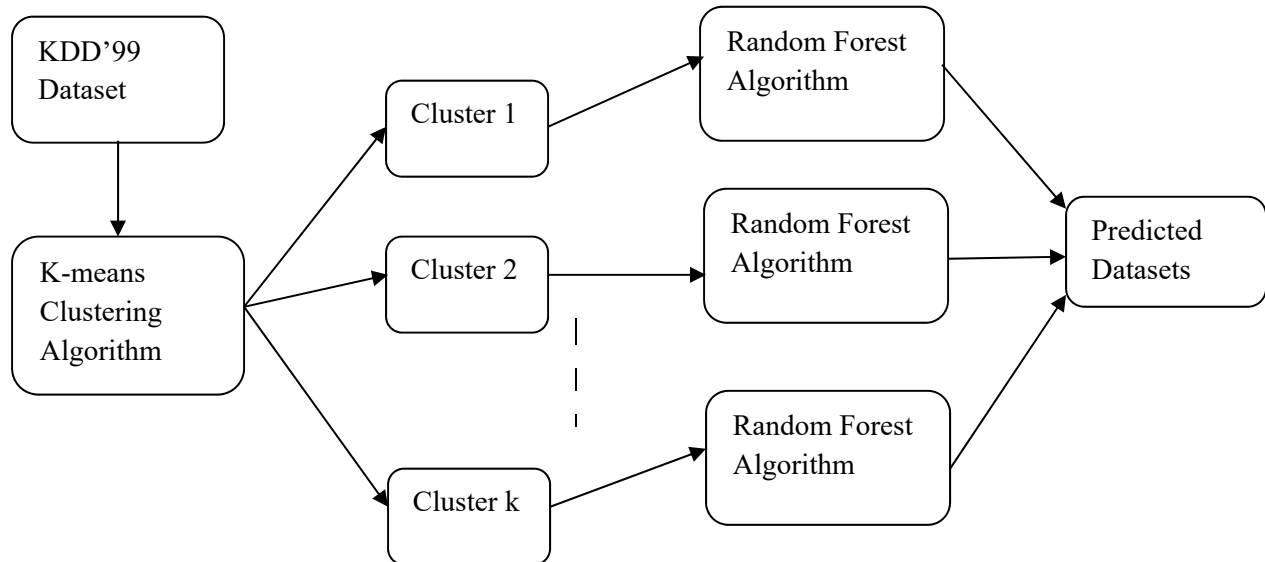 KDD’99
Dataset
K-means
Clustering
Algorithm
Cluster 1
Cluster 2
Cluster k
Random Forest
Algorithm
Random Forest
Algorithm
Random Forest
Algorithm
Predicted
Datasets